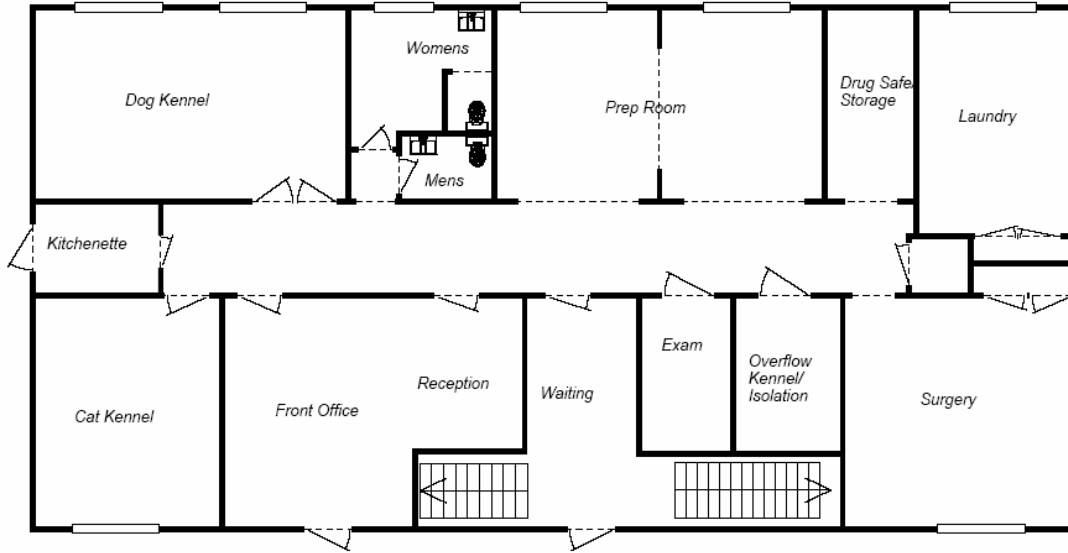 Womens
Dog Kennel
Prep Room
Drug Safe/
Storage
Laundry
Mens
Kitchenette
Exam
Overflow
Kennel/
Isolation
Reception
Waiting
Surgery
Cat Kennel
Front Office